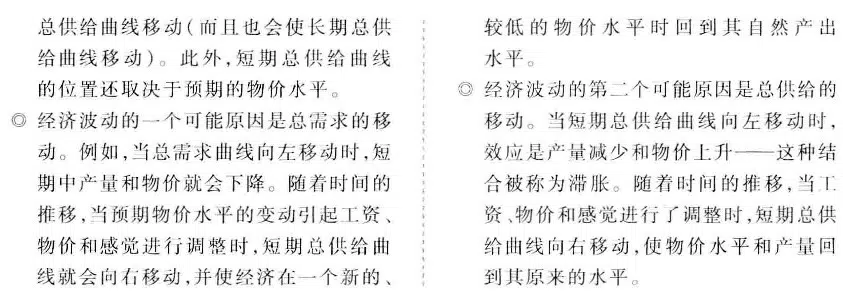 总供给曲线移动(而且也会使长期总供
给曲线移动)。此外,短期总供给曲线
的位置还取决于预期的物价水平。
◎ 经济波动的一个可能原因是总需求的移
动。例如,当总需求曲线向左移动时,短
期中产量和物价就会下降。随着时间的
推移,当预期物价水平的变动引起工资、
物价和感觉进行调整时,短期总供给曲
线就会向右移动,并使经济在一个新的、
较低的物价水平时回到其自然产出
水平。
◎ 经济波动的第二个可能原因是总供给的
移动。当短期总供给曲线向左移动时,
效应是产量减少和物价上升——这种结
合被称为滞胀。随着时间的推移,当工
资、物价和感觉进行了调整时,短期总供
给曲线向右移动,使物价水平和产量回
到其原来的水平。